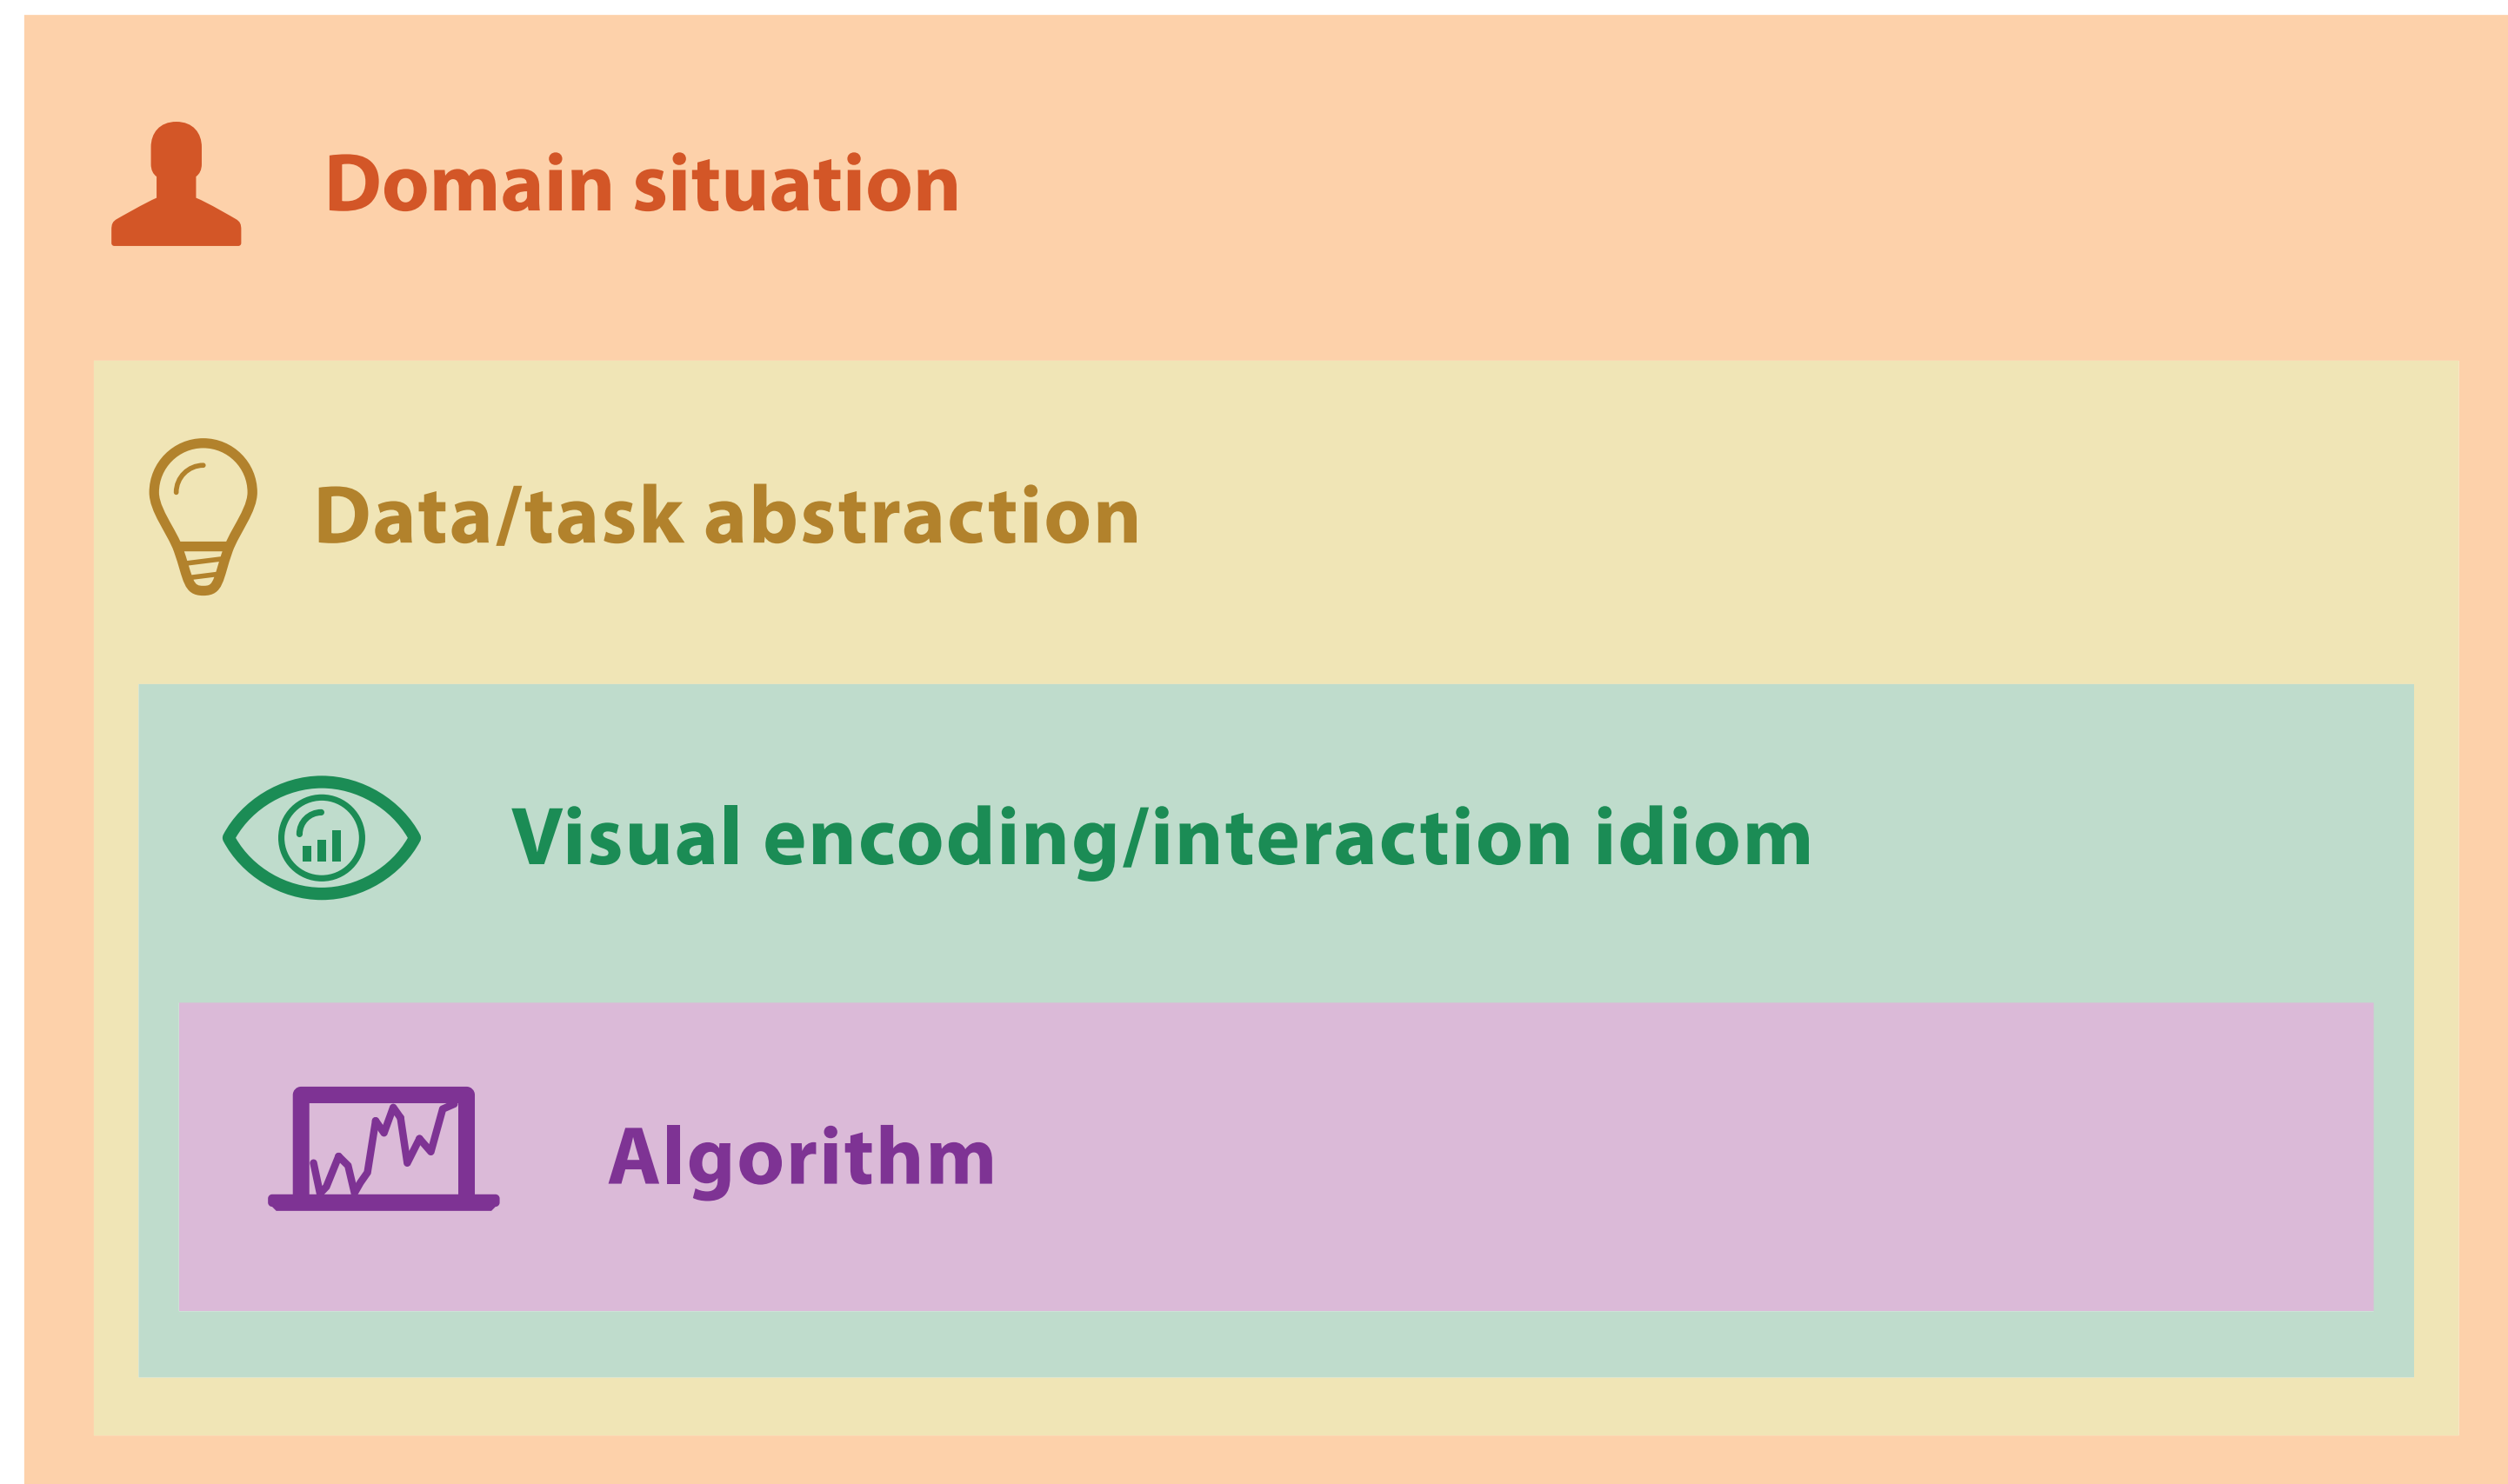 Domain situation
Data/task abstraction
Visual encoding/interaction idiom
Algorithm